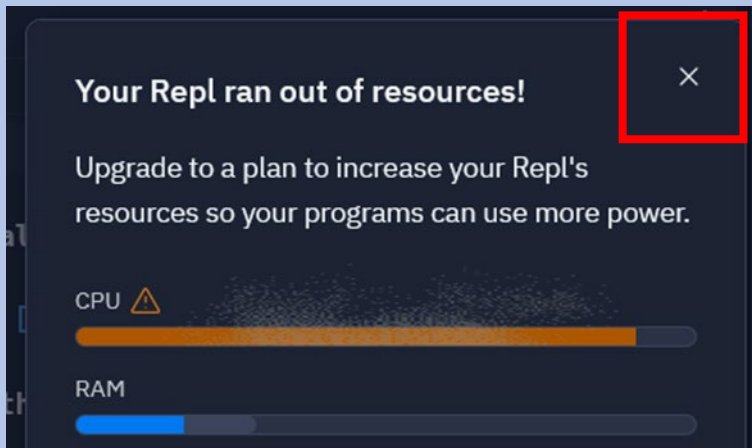 Your Repl ran out of resources!
Upgrade to a plan to increase your Repl's
resources so your programs can use more power.
CPU
RAM